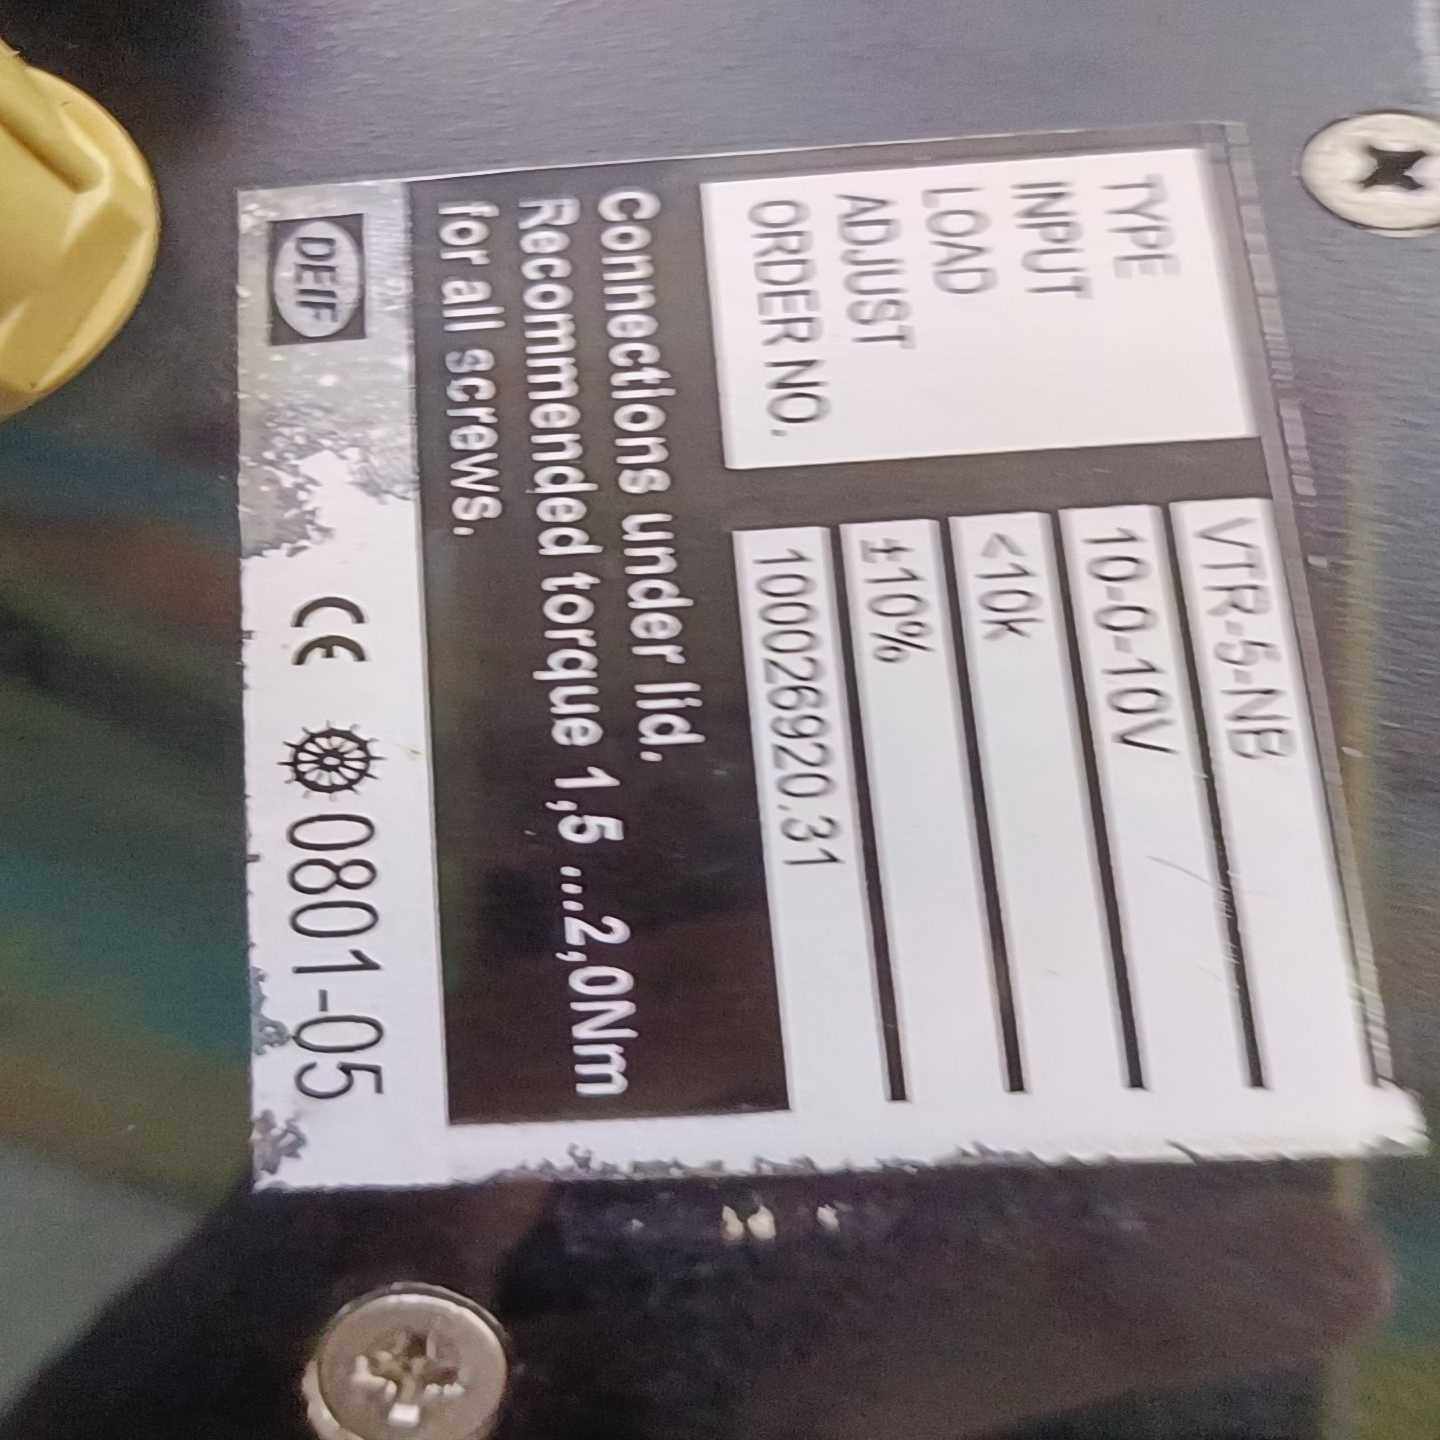 TYPE VTR-5-NB
INPUT 10-0-10V
LOAD <10k
ADJUST ±10%
ORDER NO. 1000026920.31
Connections under lid.
Recommended torque 1,5 ...2,0Nm
for all screws.
DEIF CE 0801-05